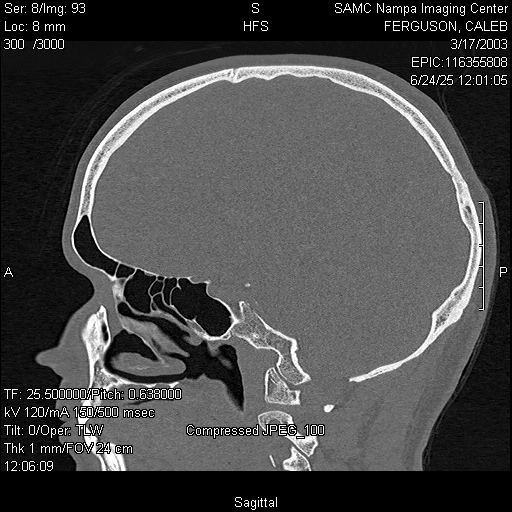 Ser: 8/Img: 93
Loc: 8 mm
300 /3000
S
HFS
SAMC Nampa Imaging Center
FERGUSON, CALEB
3/17/2003
EPIC:116355808
6/24/25 12:01:05
A
P
TF: 25.500000/Pitch: 0.638000
kV 120/mA 150/500 msec
Tilt: 0/Oper: TLW
Thk 1 mm/FOV 24 cm
12:06:09
I
Compressed JPEG_100
Sagittal